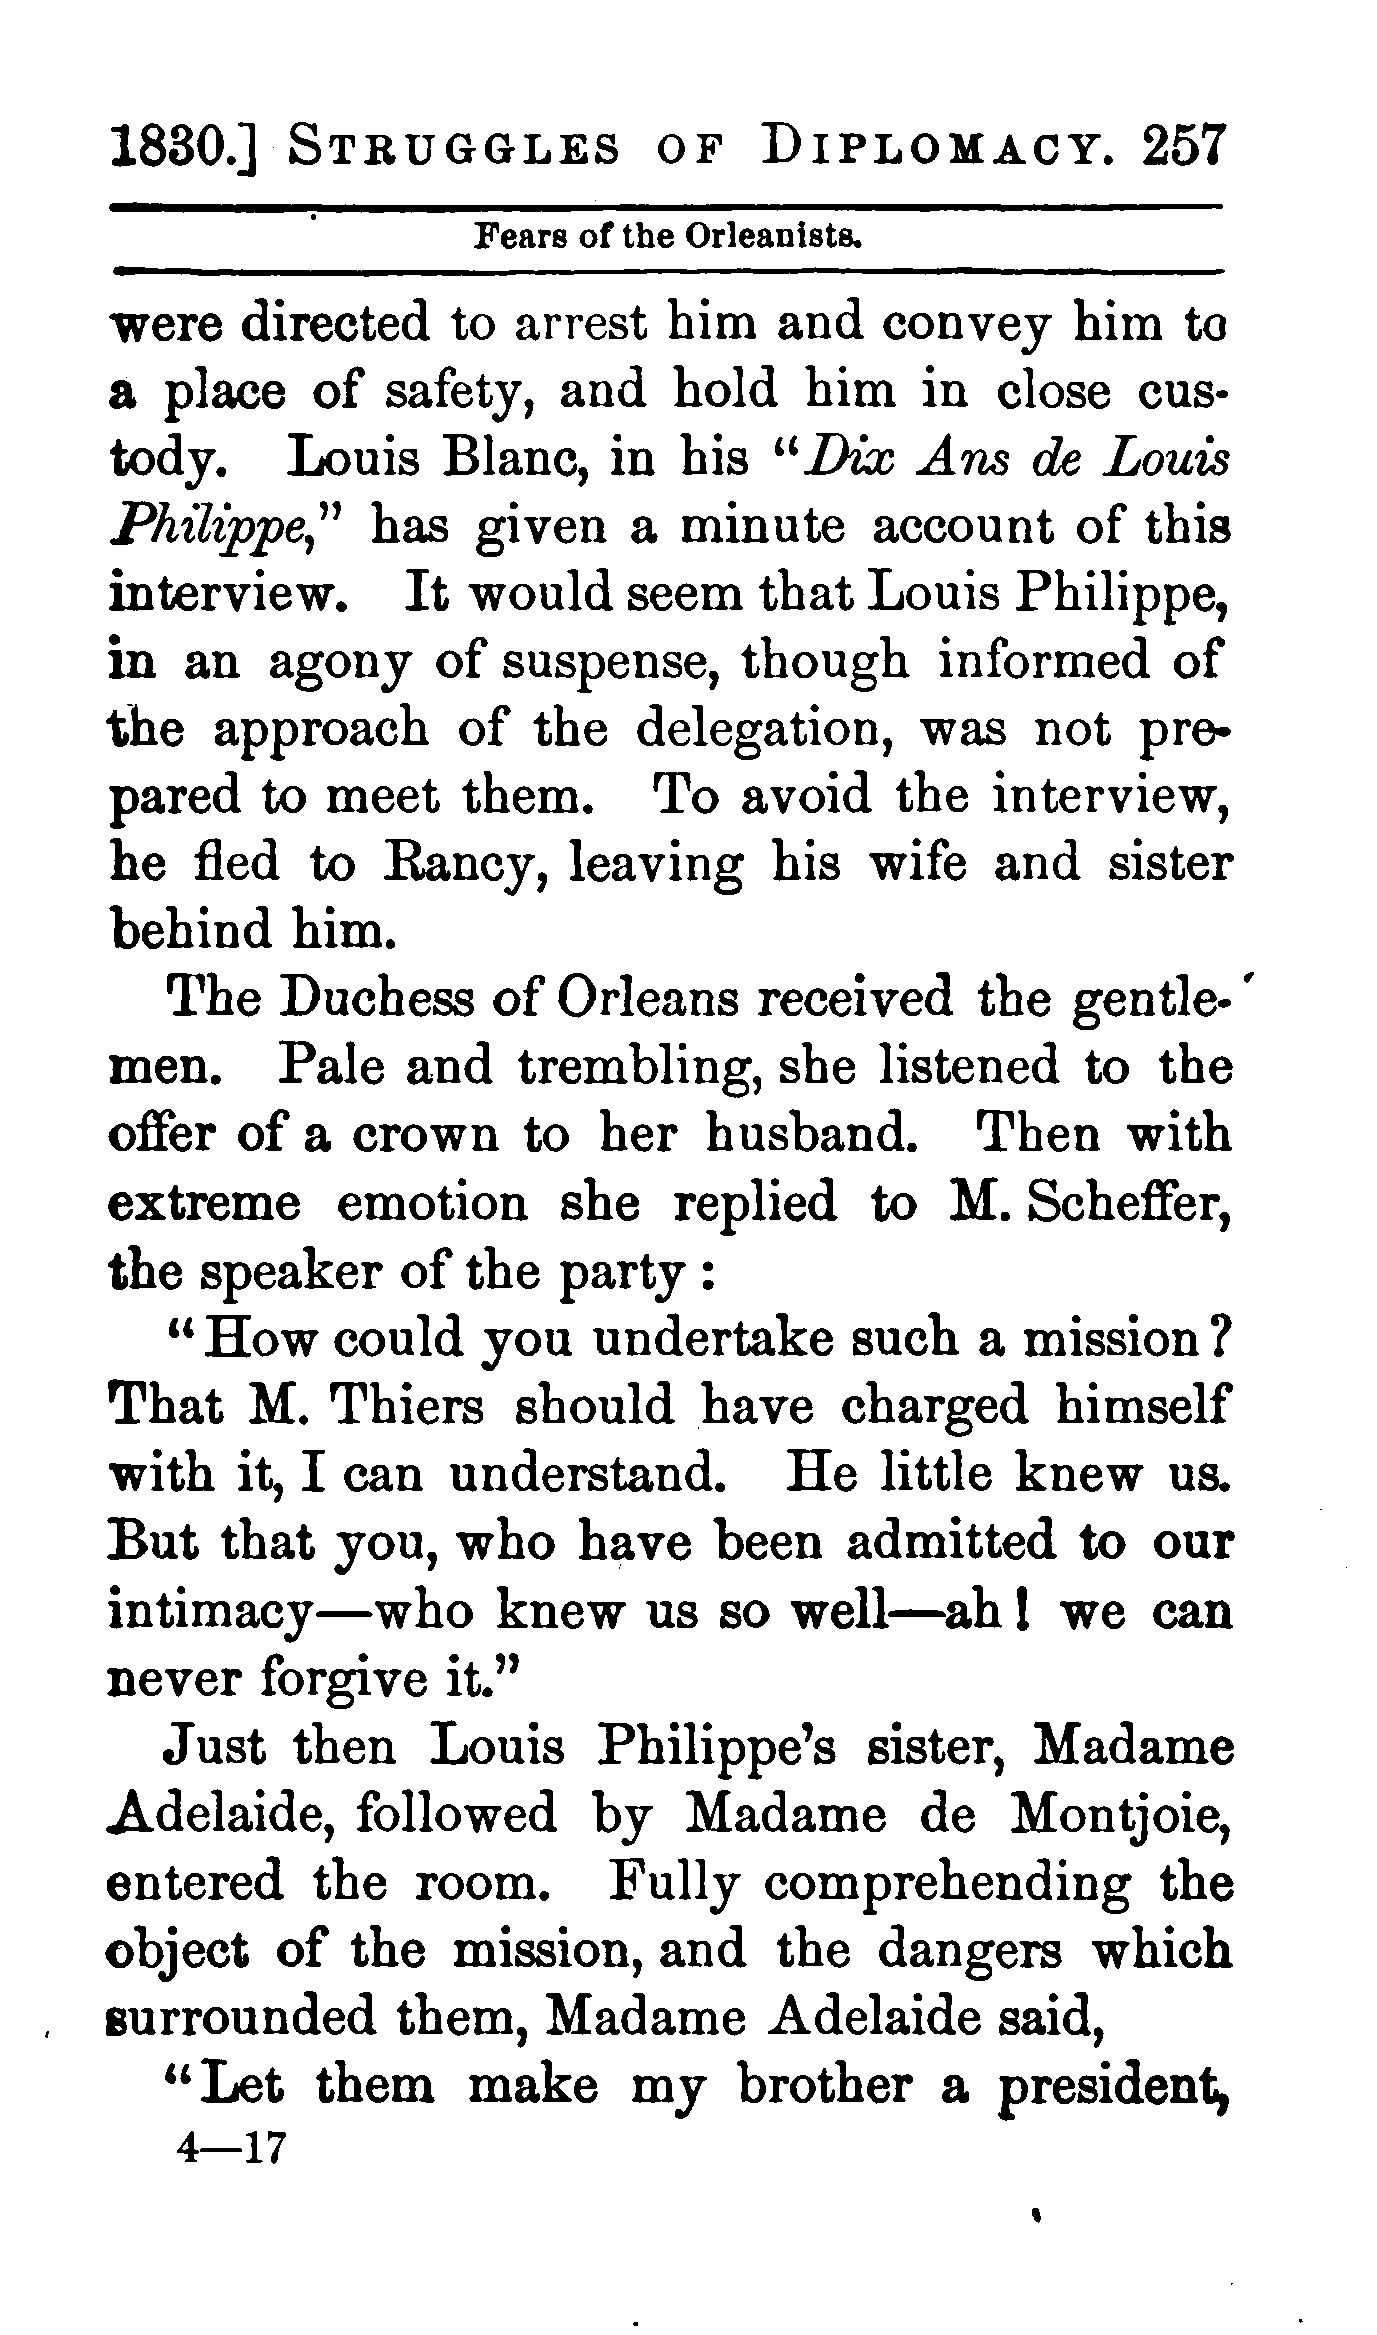 1830.] STRUGGLES OF DIPLOMACY. 257
Fears of the Orleanists.
were directed to arrest him and convey him to
a place of safety, and hold him in close cus-
tody. Louis Blanc, in his “Dix Ans de Louis
Philippe,” has given a minute account of this
interview. It would seem that Louis Philippe,
in an agony of suspense, though informed of
the approach of the delegation, was not pre-
pared to meet them. To avoid the interview,
he fled to Rancy, leaving his wife and sister
behind him.
The Duchess of Orleans received the gentle-
men. Pale and trembling, she listened to the
offer of a crown to her husband. Then with
extreme emotion she replied to M. Scheffer,
the speaker of the party :
“How could you undertake such a mission?
That M. Thiers should have charged himself
with it, I can understand. He little knew us.
But that you, who have been admitted to our
intimacy—who knew us so well—ah! we can
never forgive it.”
Just then Louis Philippe’s sister, Madame
Adelaide, followed by Madame de Montjoie,
entered the room. Fully comprehending the
object of the mission, and the dangers which
surrounded them, Madame Adelaide said,
“Let them make my brother a president,
4—17